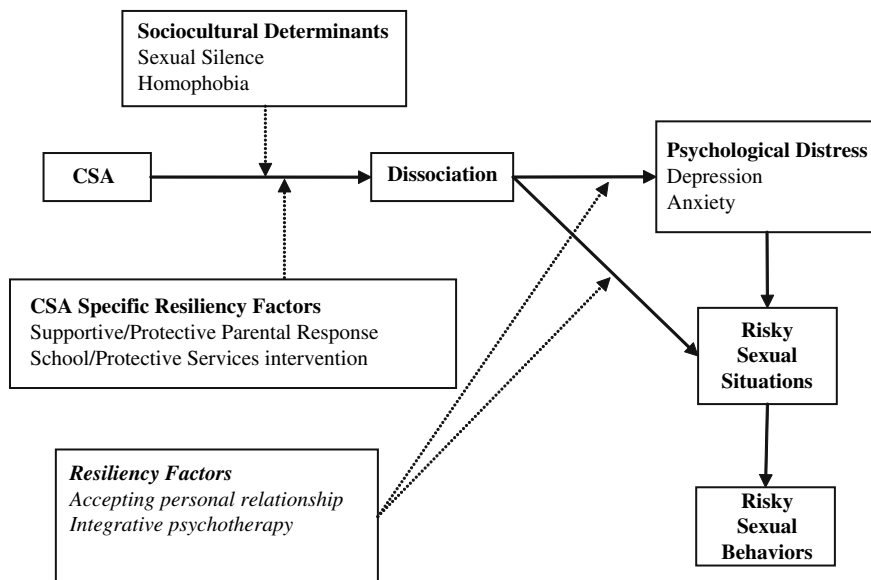 Sociocultural Determinants
Sexual Silence
Homophobia
CSA
Dissociation
Psychological Distress
Depression
Anxiety
CSA Specific Resiliency Factors
Supportive/Protective Parental Response
School/Protective Services intervention
Risky
Sexual
Situations
Resiliency Factors
Accepting personal relationship
Integrative psychotherapy
Risky
Sexual
Behaviors